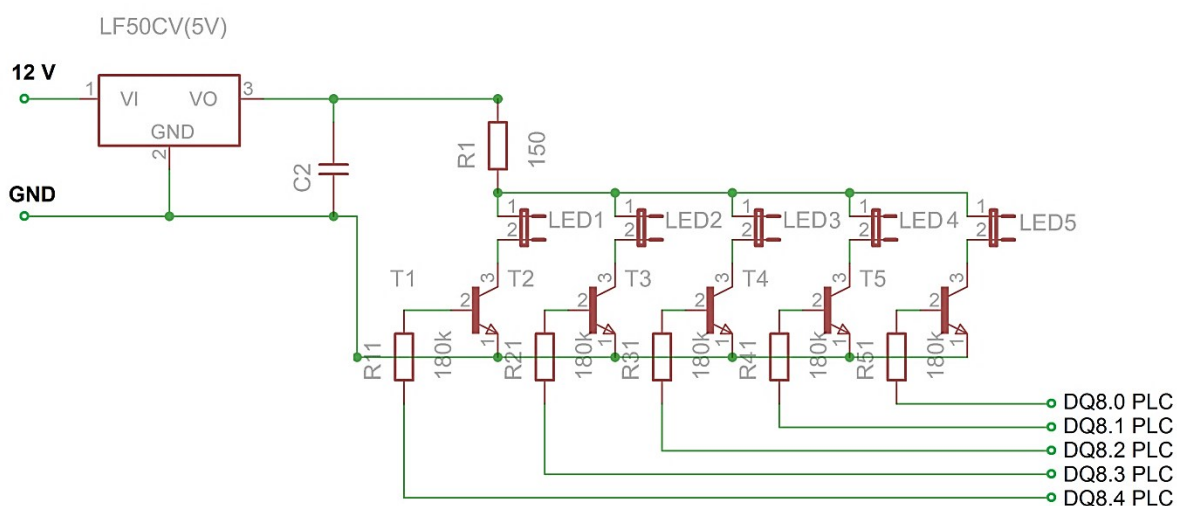 LF50CV(5V)
12 V
1
VI
VO
3
GND
2
GND
C2
R1
150
1
2
LED1
1
2
LED2
1
2
LED3
1
2
LED4
1
2
LED5
T1
3
2
1
T2
3
2
1
T3
3
2
1
T4
3
2
1
T5
3
2
1
R11
180k
R21
180k
R31
180k
R41
180k
R51
180k
DQ8.0 PLC
DQ8.1 PLC
DQ8.2 PLC
DQ8.3 PLC
DQ8.4 PLC